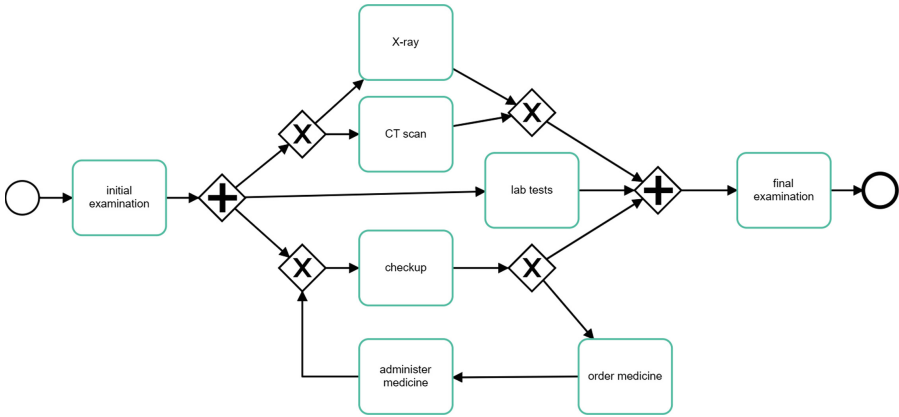 X-ray
CT scan
initial
examination
lab tests
final
examination
checkup
administer
medicine
order medicine